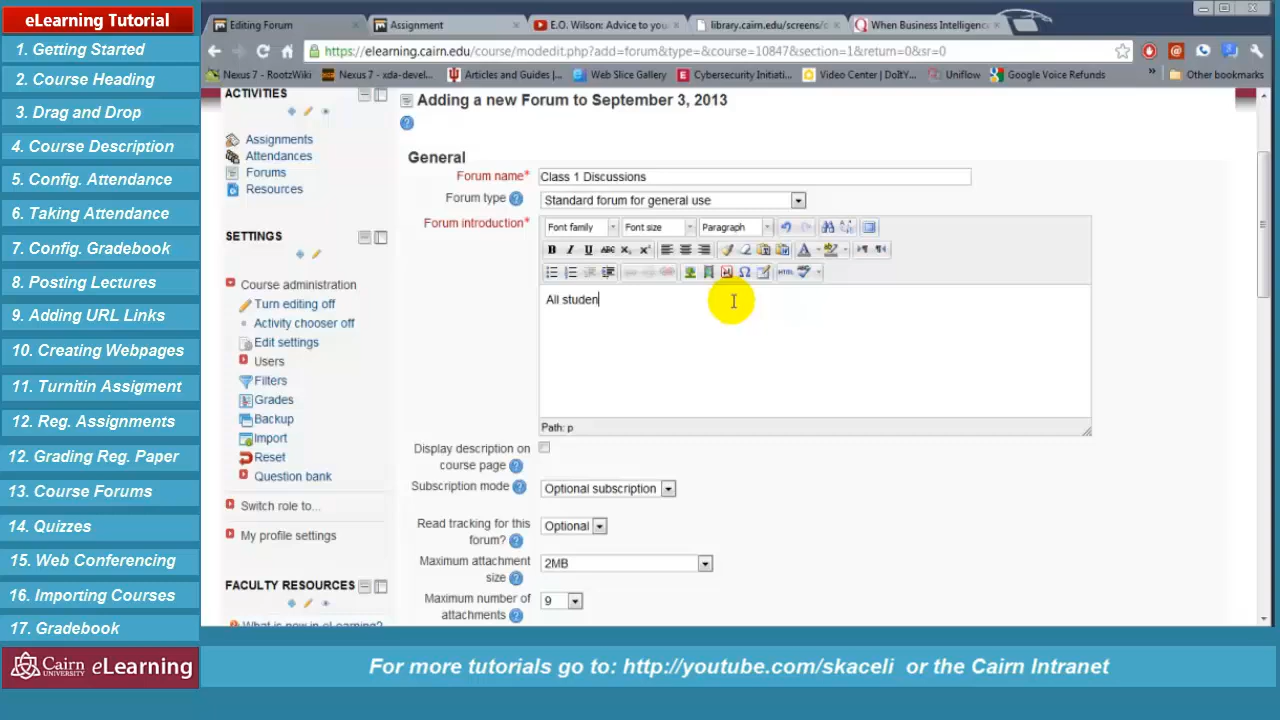 eLearning Tutorial
1. Getting Started
2. Course Heading
3. Drag and Drop
4. Course Description
5. Config. Attendance
6. Taking Attendance
7. Config. Gradebook
8. Posting Lectures
9. Adding URL Links
10. Creating Webpages
11. Turnitin Assigment
12. Reg. Assignments
12. Grading Reg. Paper
13. Course Forums
14. Quizzes
15. Web Conferencing
16. Importing Courses
17. Gradebook
Cairn UNIVERSITY eLearning
Editing Forum
Assignment
E.O. Wilson: Advice to you
library.cairn.edu/screens/
When Business Intelligenc
https://elearning.cairn.edu/course/modedit.php?add=forum&type=&course=10847&section=1&return=0&sr=0
Nexus 7 - RootzWiki
Nexus 7 - xda-devel...
Articles and Guides |...
Web Slice Gallery
Cybersecurity Initiati...
Video Center | DoItY...
Uniflow
Google Voice Refunds
»
Other bookmarks
ACTIVITIES
Assignments
Attendances
Forums
Resources
SETTINGS
Course administration
Turn editing off
Activity chooser off
Edit settings
Users
Filters
Grades
Backup
Import
Reset
Question bank
Switch role to...
My profile settings
FACULTY RESOURCES
What is new in eLearning?
Adding a new Forum to September 3, 2013
General
Forum name* Class 1 Discussions
Forum type Standard forum for general use
Forum introduction*
Font family Font size Paragraph
B I U ABC
HTML
All studen
Path: p
Display description on
course page
Subscription mode Optional subscription
Read tracking for this
forum? Optional
Maximum attachment
size 2MB
Maximum number of
attachments 9
For more tutorials go to: http://youtube.com/skaceli or the Cairn Intranet